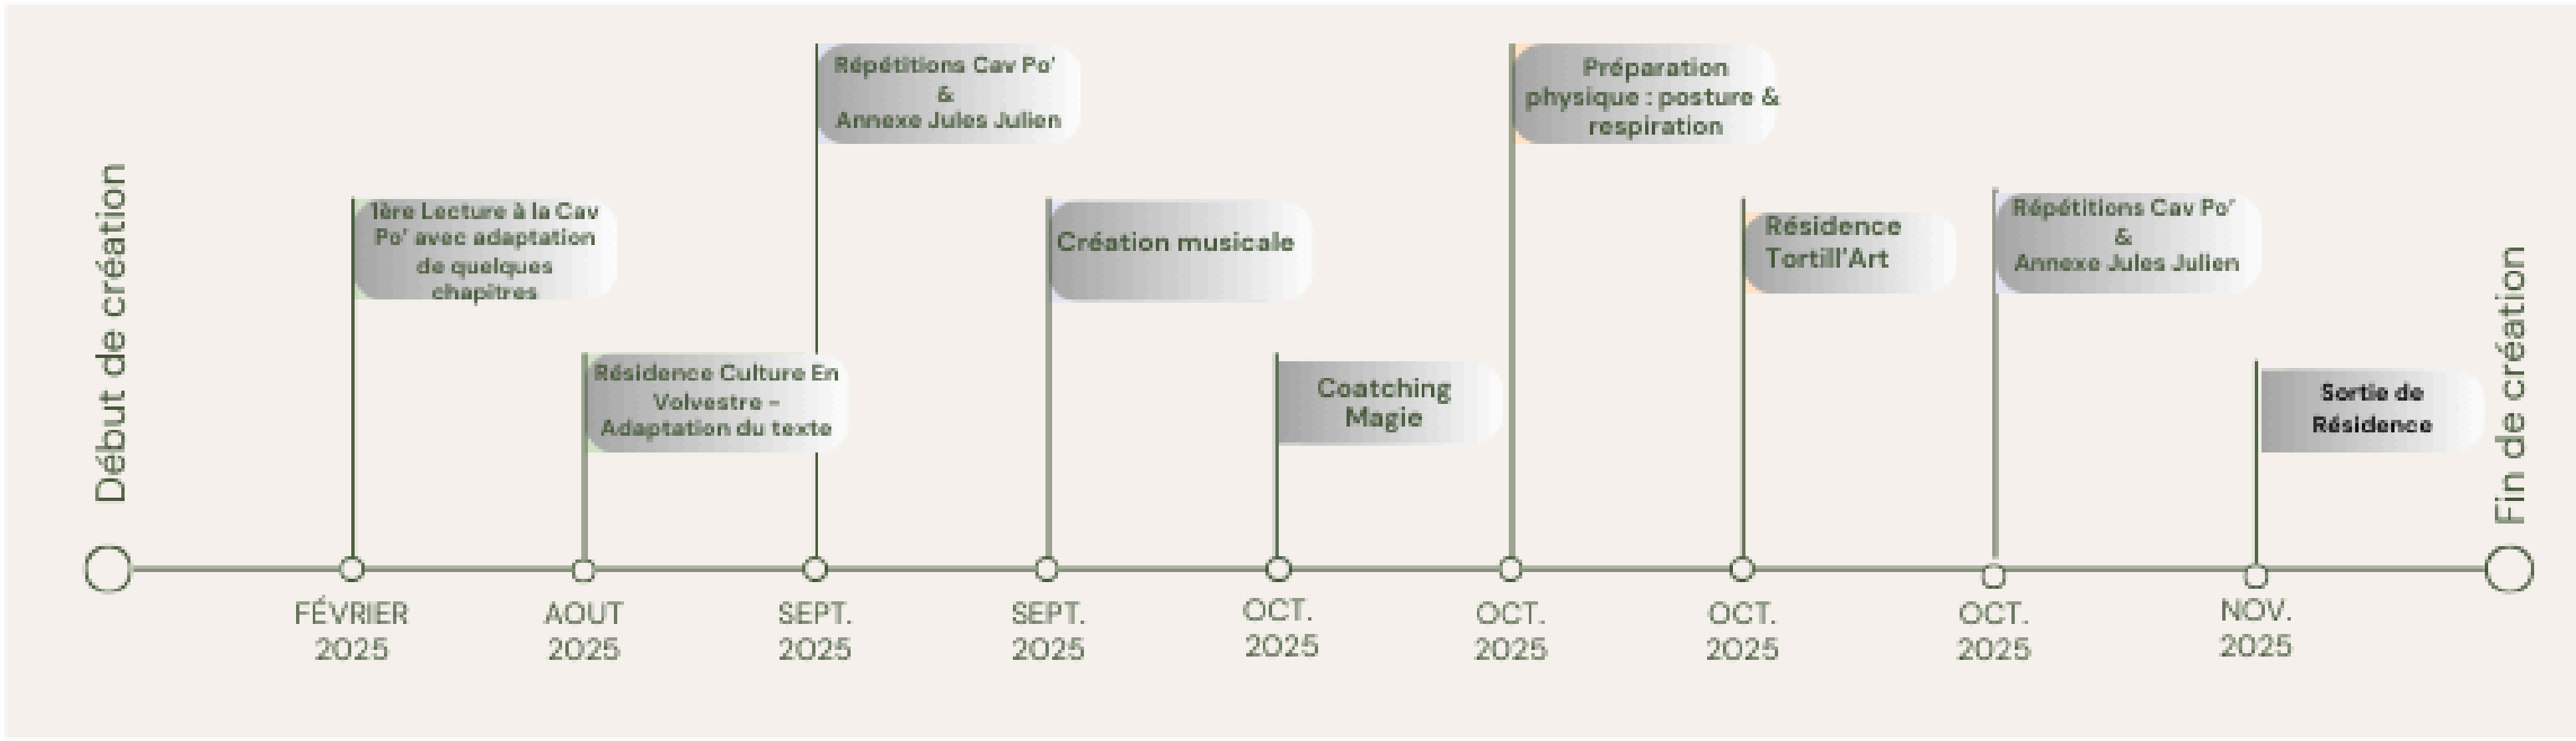 Début de création
1ère Lecture à la Cav
Po' avec adaptation
de quelques
chapitres
FÉVRIER
2025
Résidence Culture En
Volvestre -
Adaptation du texte
AOUT
2025
Répétitions Cav Po'
&
Annexe Jules Julien
SEPT.
2025
Création musicale
SEPT.
2025
Coatching
Magie
OCT.
2025
Préparation
physique : posture &
respiration
OCT.
2025
Résidence
Tortill'Art
OCT.
2025
Répétitions Cav Po'
&
Annexe Jules Julien
OCT.
2025
Sortie de
Résidence
NOV.
2025
Fin de création